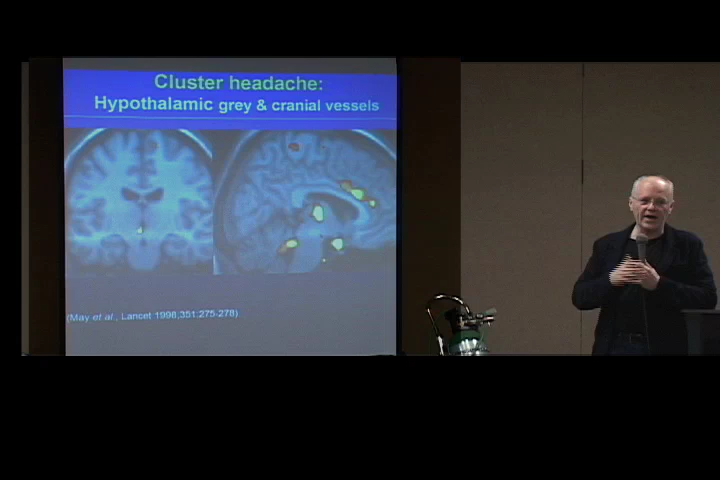 Cluster headache:
Hypothalamic grey & cranial vessels
(May et al., Lancet 1998;351:275-278)